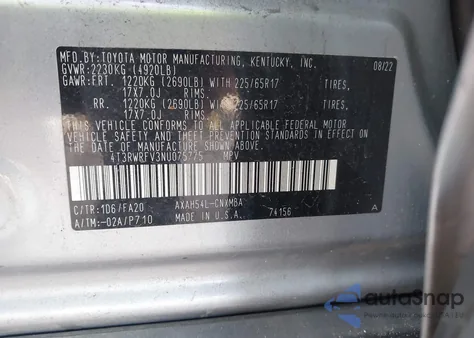 MFD.BY:TOYOTA MOTOR MANUFACTURING, KENTUCKY, INC. 08/22
GVWR:2230KG (4920LB)
GAWR:FRT. 1220KG (2690LB) WITH 225/65R17 TIRES,
17X7.0J RIMS.
RR. 1220KG (2690LB) WITH 225/65R17 TIRES,
17X7.0J RIMS.
THIS VEHICLE CONFORMS TO ALL APPLICABLE FEDERAL MOTOR
VEHICLE SAFETY AND BUMPER STANDARDS IN EFFECT ON THE DATE OF
MANUFACTURE SHOWN ABOVE.
MPV
C/TR:1D6/FA20 AXAH54L-CNXMBA A
A/TM:-02A/P710 MADE IN U.S.A. 74156
autoSnap